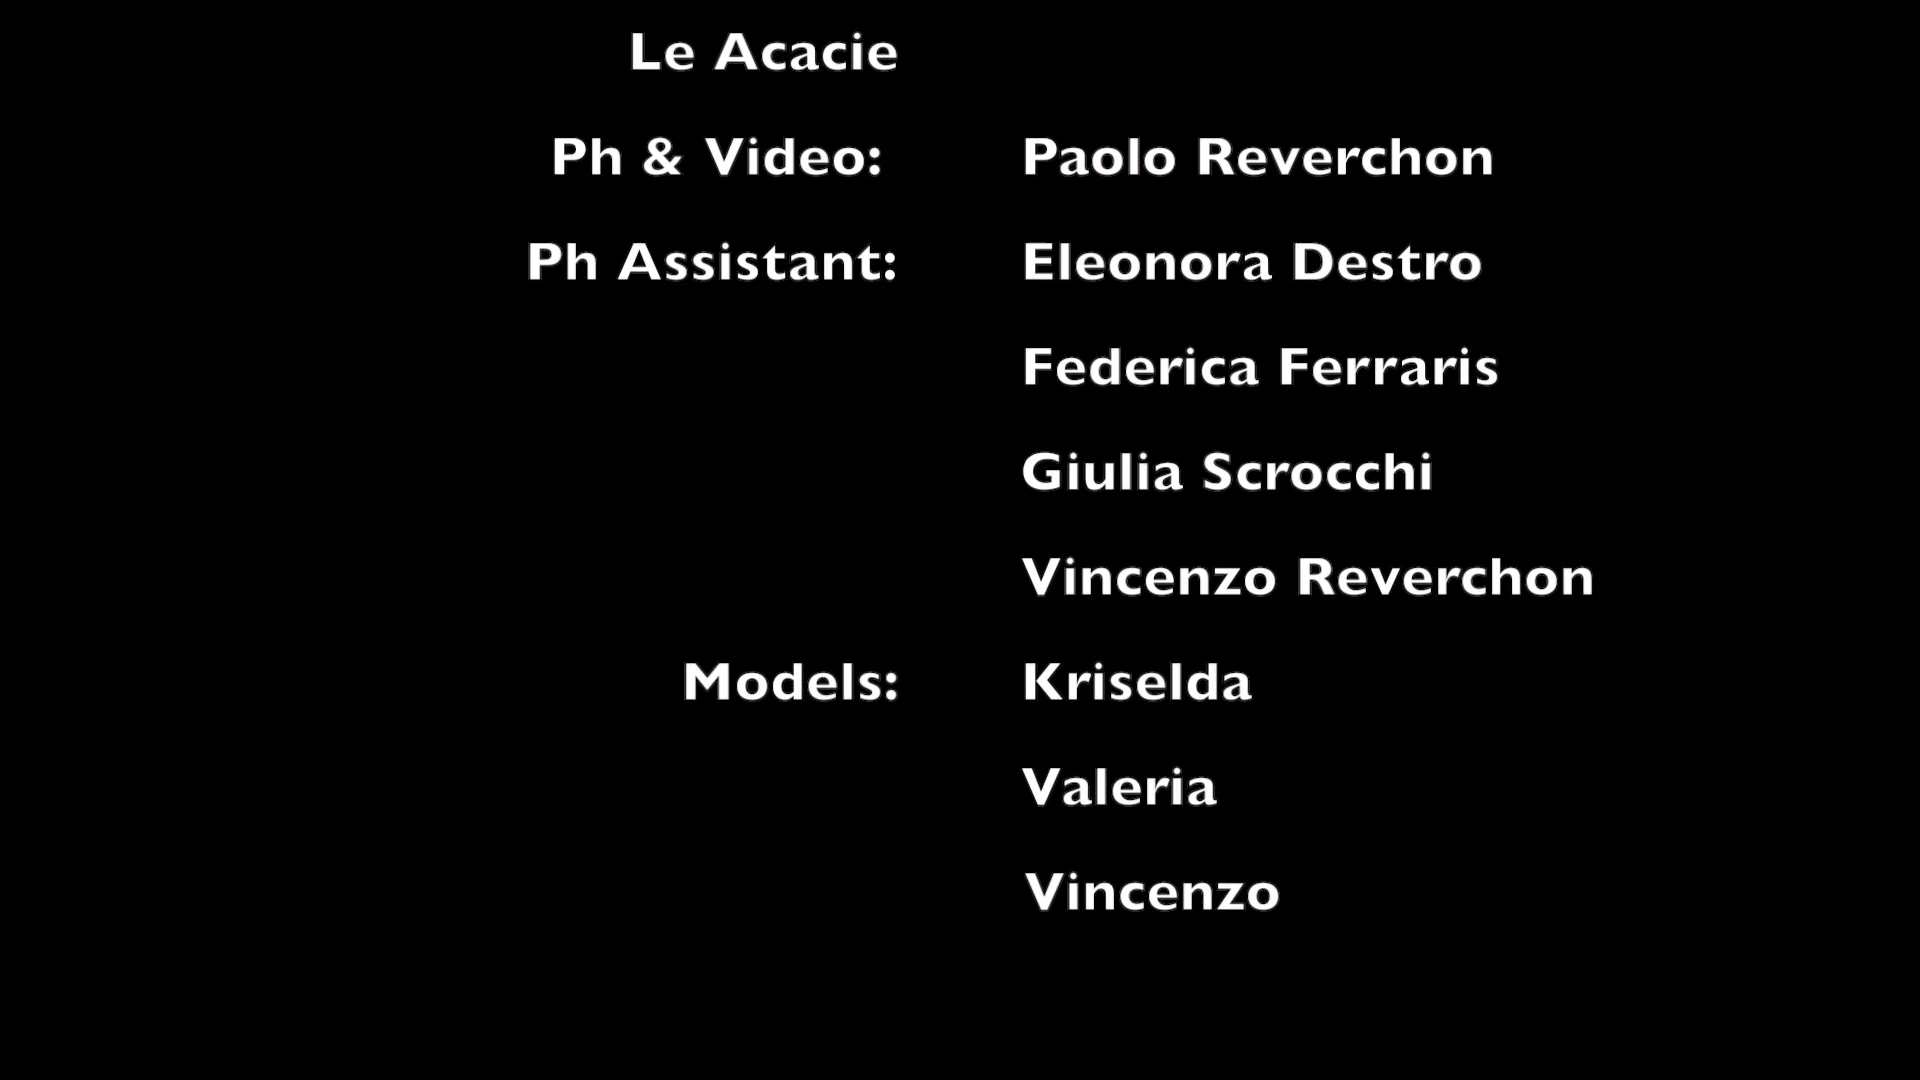 Le Acacie
Ph & Video: Paolo Reverchon
Ph Assistant: Eleonora Destro
Federica Ferraris
Giulia Scrocchi
Vincenzo Reverchon
Models: Kriselda
Valeria
Vincenzo